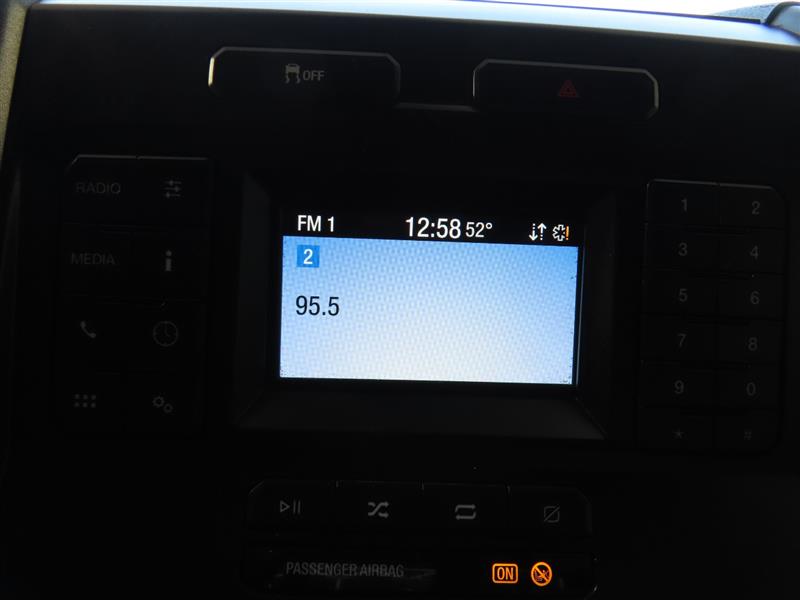 OFF
RADIO
MEDIA
FM 1 12:58 52°
2
95.5
1 2
3 4
5 6
7 8
9 0
* #
PASSENGER AIRBAG ON